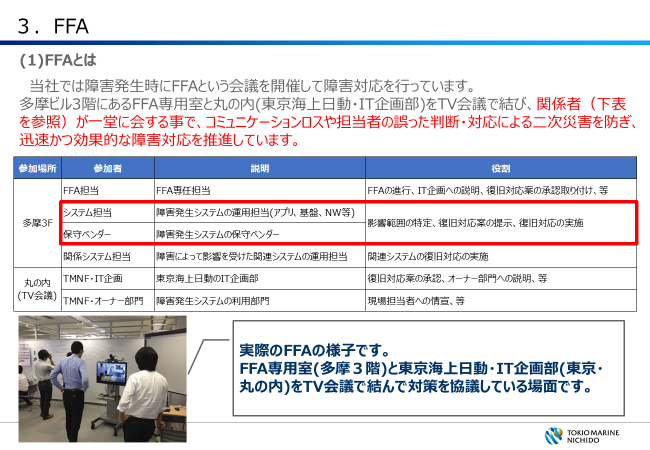 ３．FFA
(1)FFAとは
当社では障害発生時にFFAという会議を開催して障害対応を行っています。
多摩ビル3階にあるFFA専用室と丸の内(東京海上日動・IT企画部)をTV会議で結び、関係者（下表
を参照）が一堂に会する事で、コミュニケーションロスや担当者の誤った判断・対応による二次災害を防ぎ、
迅速かつ効果的な障害対応を推進しています。
参加場所 参加者 説明 役割
多摩3F
FFA担当 FFA専任担当 FFAの進行、IT企画への説明、復旧対応案の承認取り付け、等
システム担当 障害発生システムの運用担当(アプリ、基盤、NW等)
影響範囲の特定、復旧対応案の提示、復旧対応の実施
保守ベンダー 障害発生システムの保守ベンダー
関係システム担当 障害によって影響を受けた関連システムの運用担当 関連システムの復旧対応の実施
丸の内
(TV会議)
TMNF・IT企画 東京海上日動のIT企画部 復旧対応案の承認、オーナー部門への説明、等
TMNF・オーナー部門 障害発生システムの利用部門 現場担当者への情宣、等
実際のFFAの様子です。
FFA専用室(多摩３階)と東京海上日動・IT企画部(東京・
丸の内)をTV会議で結んで対策を協議している場面です。
TOKIO MARINE
NICHIDO